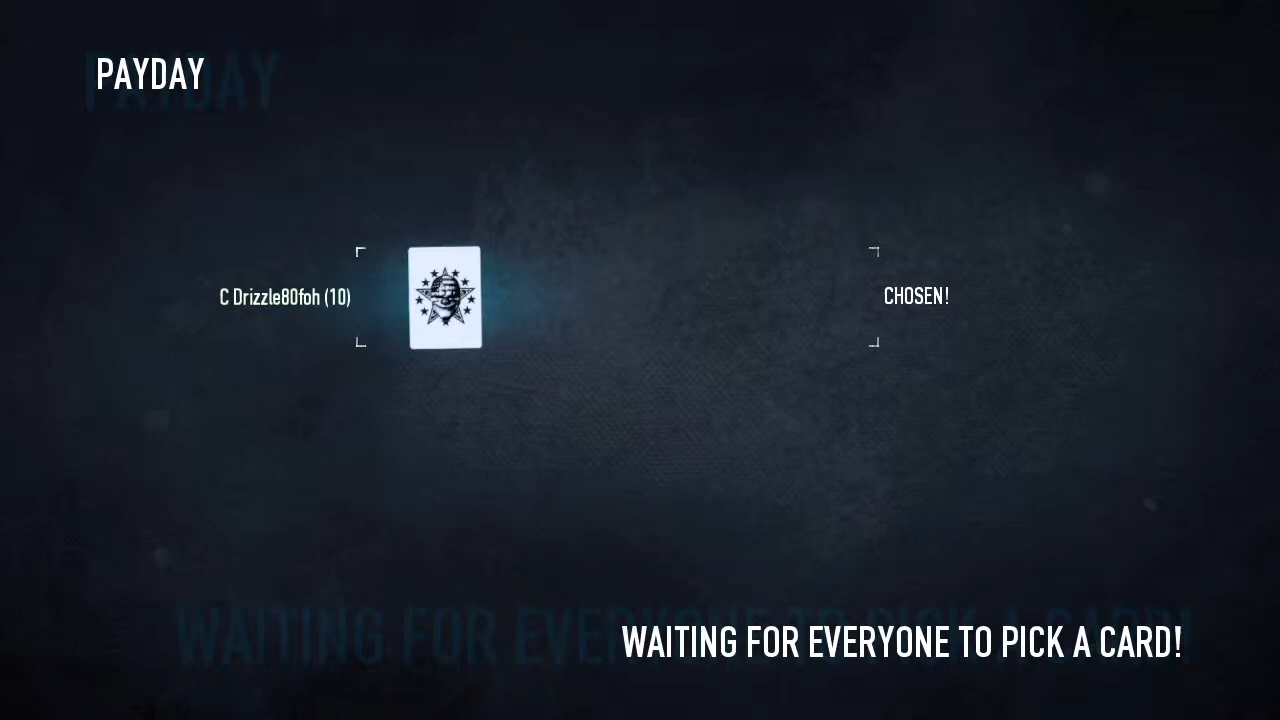 PAYDAY
C Drizzle80foh (10)
CHOSEN!
WAITING FOR EVERYONE TO PICK A CARD!